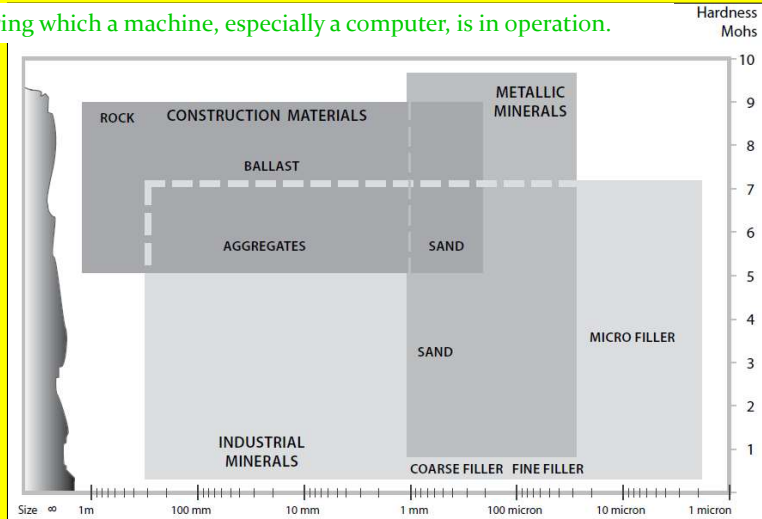 ing which a machine, especially a computer, is in operation.
Hardness
Mohs
10
METALLIC
MINERALS
9
ROCK CONSTRUCTION MATERIALS
8
BALLAST
7
6
AGGREGATES SAND
5
4
MICRO FILLER
SAND
3
2
INDUSTRIAL
MINERALS
1
COARSE FILLER FINE FILLER
Size ∞ 1m 100 mm 10 mm 1 mm 100 micron 10 micron 1 micron